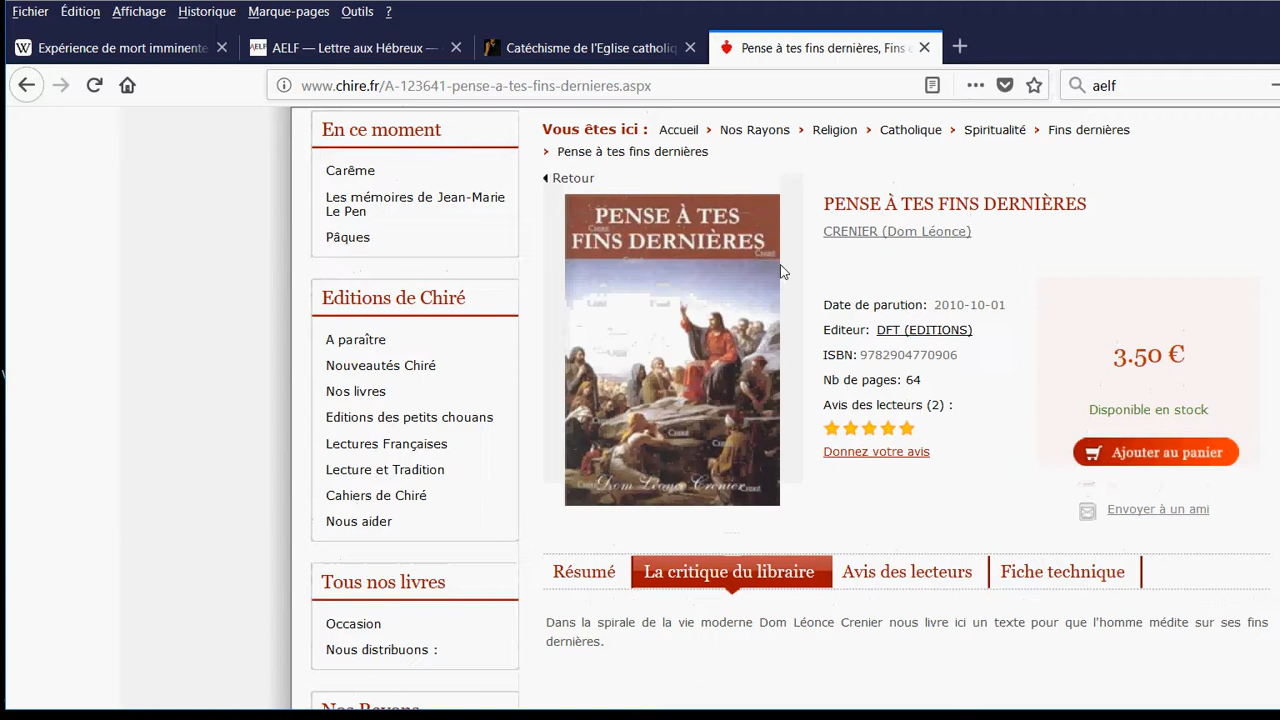 Fichier Édition Affichage Historique Marque-pages Outils ?
Expérience de mort imminente
AELF — Lettre aux Hébreux —
Catéchisme de l'Eglise catholiq
Pense à tes fins dernières, Fins
www.chire.fr/A-123641-pense-a-tes-fins-dernieres.aspx
aelf
En ce moment
Carême
Les mémoires de Jean-Marie
Le Pen
Pâques
Editions de Chiré
A paraître
Nouveautés Chiré
Nos livres
Editions des petits chouans
Lectures Françaises
Lecture et Tradition
Cahiers de Chiré
Nous aider
Tous nos livres
Occasion
Nous distribuons :
Nos Rayons
Vous êtes ici : Accueil > Nos Rayons > Religion > Catholique > Spiritualité > Fins dernières
> Pense à tes fins dernières
Retour
PENSE À TES
FINS DERNIÈRES
Dom Léonce Crenier
PENSE À TES FINS DERNIÈRES
CRENIER (Dom Léonce)
Date de parution: 2010-10-01
Editeur: DFT (EDITIONS)
ISBN: 9782904770906
Nb de pages: 64
Avis des lecteurs (2) :
Donnez votre avis
3.50 €
Disponible en stock
Ajouter au panier
Envoyer à un ami
Résumé La critique du libraire Avis des lecteurs Fiche technique
Dans la spirale de la vie moderne Dom Léonce Crenier nous livre ici un texte pour que l'homme médite sur ses fins
dernières.